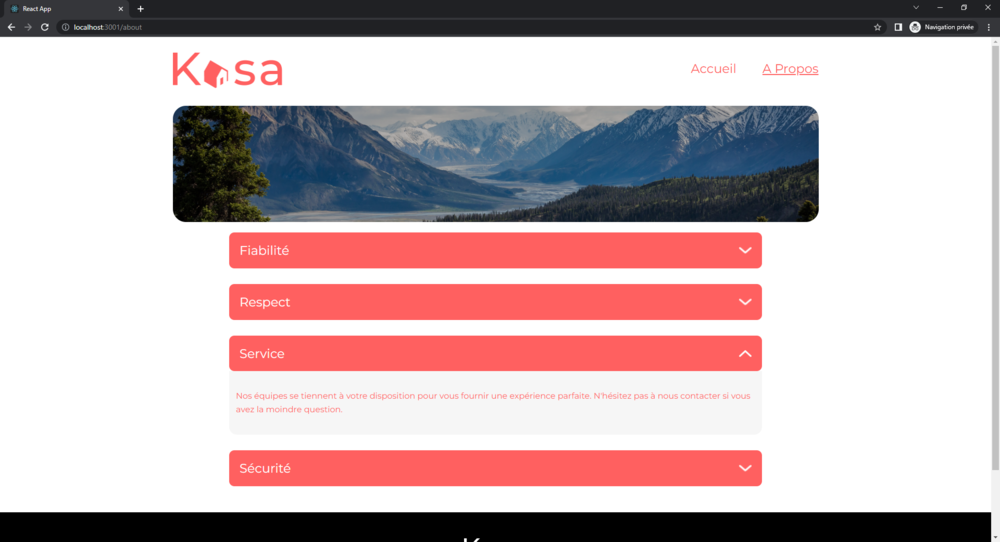 React App
localhost:3001/about
Navigation privée
Kasa
Accueil
A Propos
Fiabilité
Respect
Service
Nos équipes se tiennent à votre disposition pour vous fournir une expérience parfaite. N'hésitez pas à nous contacter si vous
avez la moindre question.
Sécurité